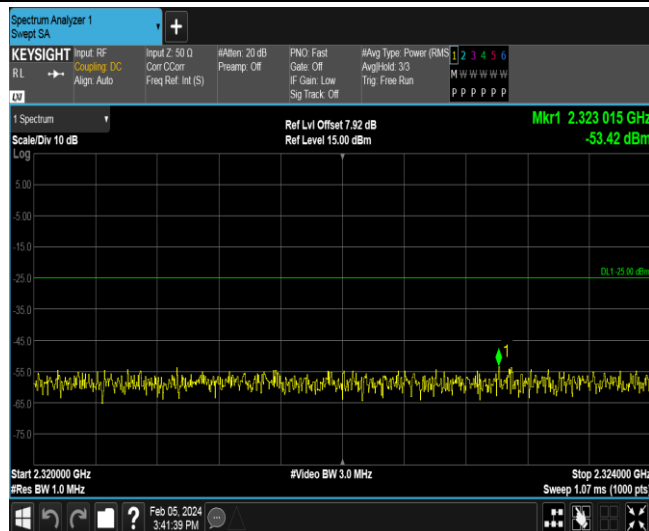 Spectrum Analyzer 1
Swept SA
KEYSIGHT
RL
LXI
Input: RF
Coupling: DC
Align: Auto
Input Z: 50 Ω
Corr CCorr
Freq Ref: Int (S)
#Atten: 20 dB
Preamp: Off
PNO: Fast
Gate: Off
IF Gain: Low
Sig Track: Off
#Avg Type: Power (RMS
Avg|Hold: 3/3
Trig: Free Run
1 2 3 4 5 6
M W W W W W
P P P P P P
1 Spectrum
Scale/Div 10 dB
Ref Lvl Offset 7.92 dB
Ref Level 15.00 dBm
Mkr1 2.323 015 GHz
-53.42 dBm
Log
5.00
-5.00
-15.0
-25.0
DL1 -25.00 dBm
-35.0
-45.0
1
-55.0
-65.0
-75.0
Start 2.320000 GHz
#Video BW 3.0 MHz
Stop 2.324000 GHz
#Res BW 1.0 MHz
Sweep 1.07 ms (1000 pts)
Feb 05, 2024
3:41:39 PM